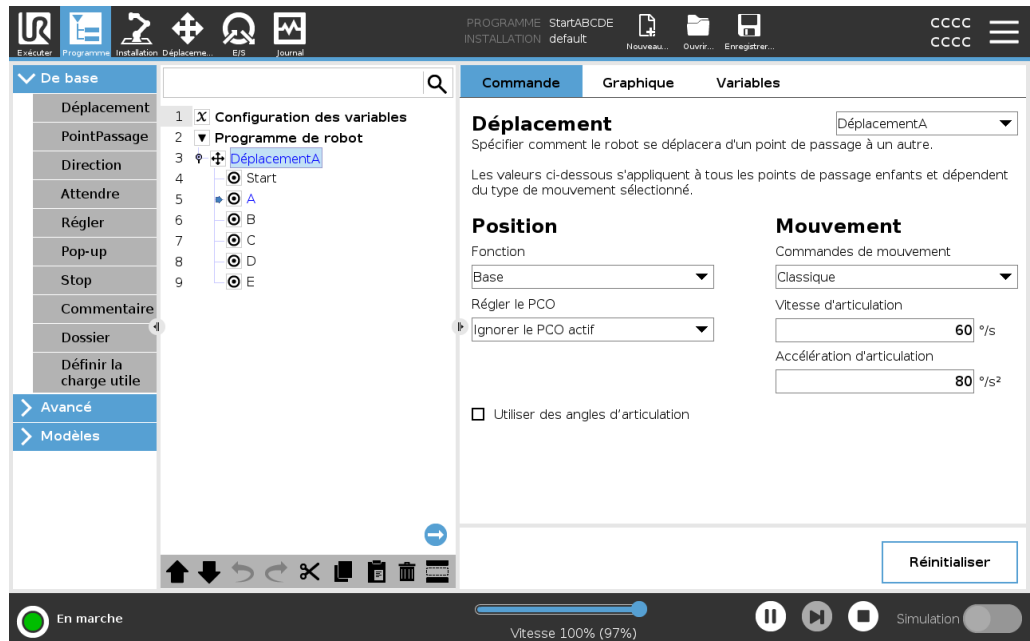 UR
PROGRAMME StartABCDE
INSTALLATION default
CCCC
CCCC
Exécuter Programme Installation Déplaceme... E/S Journal
Nouveau... Ouvrir... Enregistrer...
De base
Déplacement
PointPassage
Direction
Attendre
Régler
Pop-up
Stop
Commentaire
Dossier
Définir la
charge utile
Avancé
Modèles
1 X Configuration des variables
2 Programme de robot
3 DéplacementA
4 Start
5 A
6 B
7 C
8 D
9 E
Commande Graphique Variables
Déplacement
DéplacementA
Spécifier comment le robot se déplacera d'un point de passage à un autre.
Les valeurs ci-dessous s'appliquent à tous les points de passage enfants et dépendent
du type de mouvement sélectionné.
Position
Fonction
Base
Régler le PCO
Ignorer le PCO actif
Utiliser des angles d'articulation
Mouvement
Commandes de mouvement
Classique
Vitesse d'articulation
60 °/s
Accélération d'articulation
80 °/s²
Réinitialiser
En marche
Vitesse 100% (97%)
Simulation